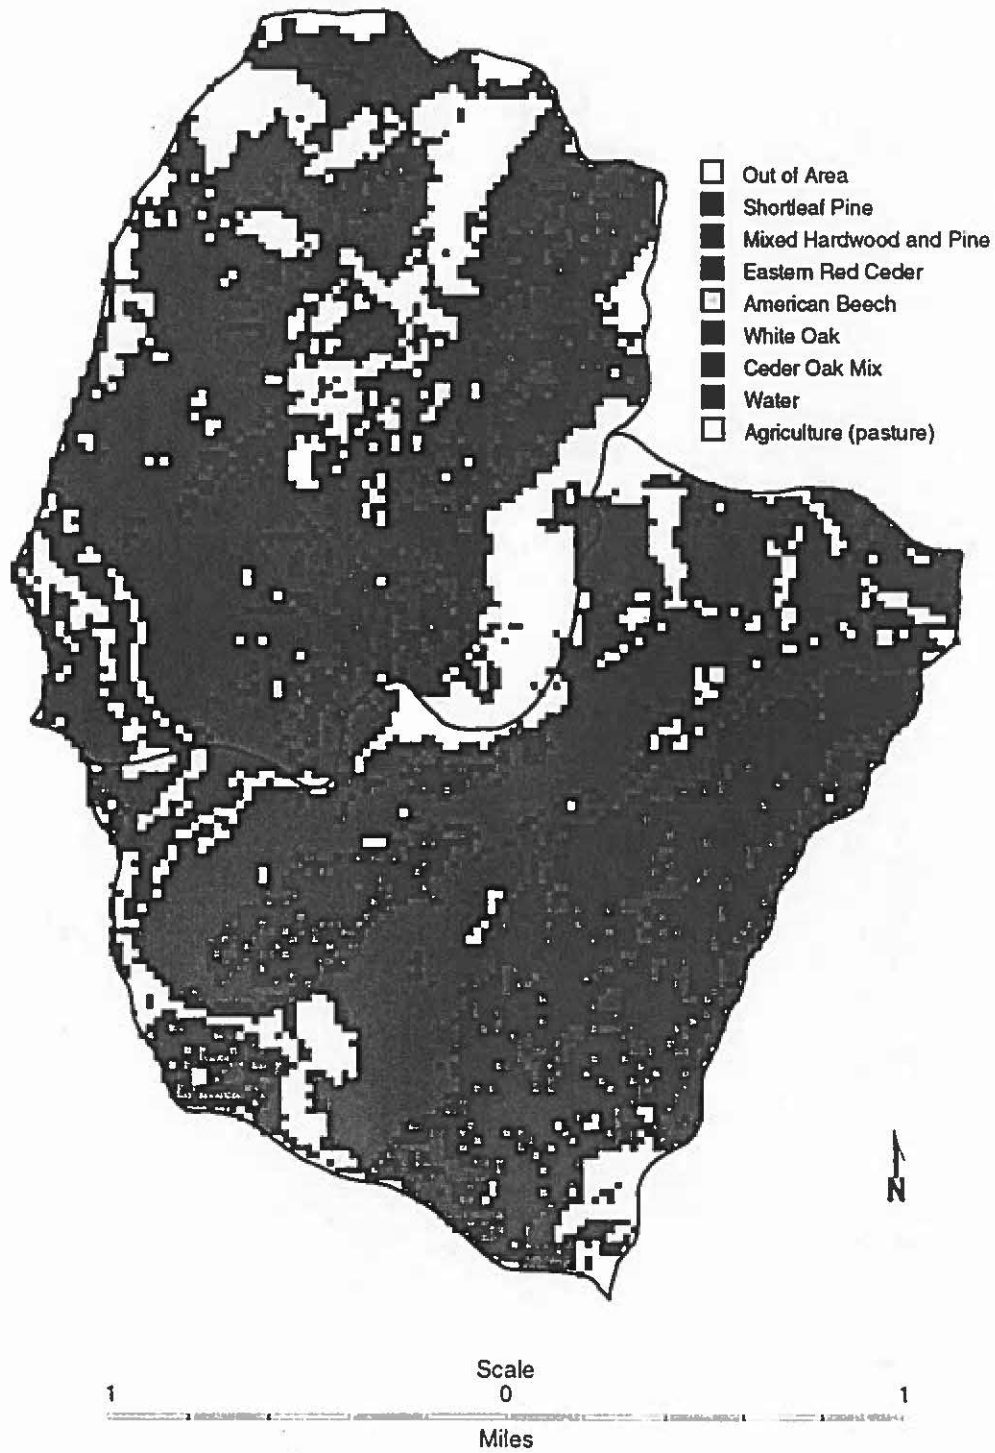 Out of Area
Shortleaf Pine
Mixed Hardwood and Pine
Eastern Red Ceder
American Beech
White Oak
Ceder Oak Mix
Water
Agriculture (pasture)
N
Scale
1 0 1
Miles